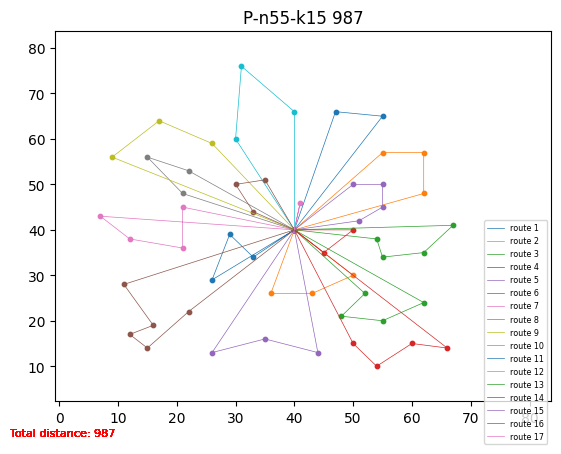 P-n55-k15 987
80
70
60
50
40
30
20
10
0
10
20
30
40
50
60
70
80
route 1
route 2
route 3
route 4
route 5
route 6
route 7
route 8
route 9
route 10
route 11
route 12
route 13
route 14
route 15
route 16
route 17
Total distance: 987